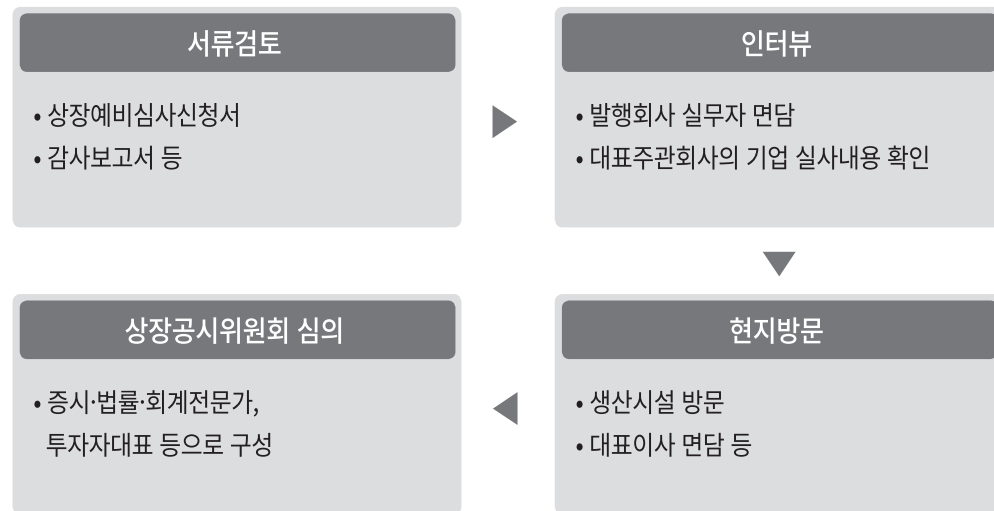 서류검토
• 상장예비심사신청서
• 감사보고서 등
인터뷰
• 발행회사 실무자 면담
• 대표주관회사의 기업 실사내용 확인
현지방문
• 생산시설 방문
• 대표이사 면담 등
상장공시위원회 심의
• 증시·법률·회계전문가,
투자자대표 등으로 구성